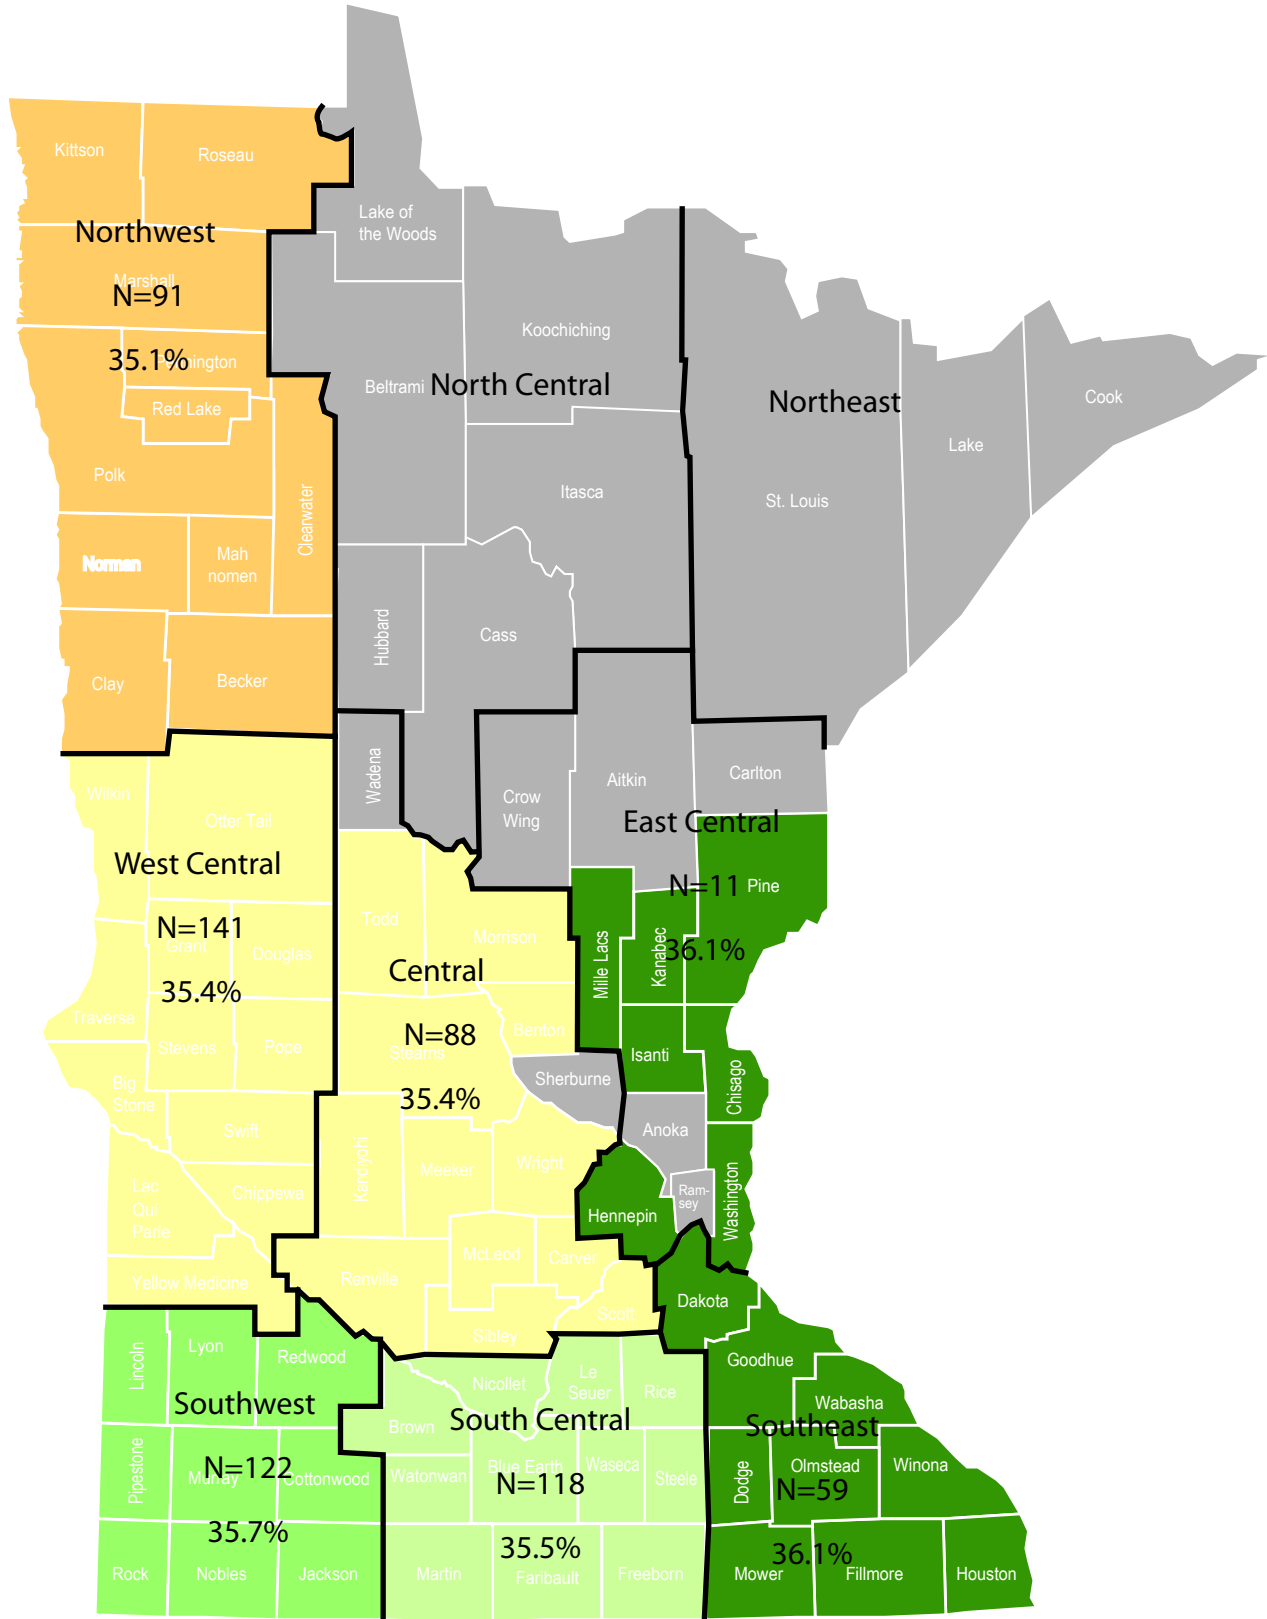 Kittson
Roseau
Northwest
Marshall
N=91
35.1%
Pennington
Red Lake
Polk
Clearwater
Norman
Mah
nomen
Clay
Becker
Lake of
the Woods
Koochiching
Beltrami
North Central
Itasca
Hubbard
Cass
Wadena
Northeast
St. Louis
Lake
Cook
Crow
Wing
Aitkin
Carlton
East Central
N=11
Pine
36.1%
Mille Lacs
Kanabec
Isanti
Chisago
Anoka
Ram-
sey
Washington
Hennepin
Wilkin
Otter Tail
West Central
N=141
Grant
Douglas
35.4%
Traverse
Stevens
Pope
Big
Stone
Swift
Lac
Qui
Parle
Chippewa
Yellow Medicine
Todd
Morrison
Central
N=88
Stearns
Benton
35.4%
Sherburne
Kandiyohi
Meeker
Wright
McLeod
Carver
Renville
Scott
Sibley
Lincoln
Lyon
Redwood
Southwest
N=122
Pipestone
Murray
Cottonwood
35.7%
Rock
Nobles
Jackson
Nicollet
Le
Seuer
Rice
Brown
South Central
Watonwan
Blue Earth
Waseca
Steele
N=118
35.5%
Martin
Faribault
Freeborn
Dakota
Goodhue
Wabasha
Southeast
Dodge
Olmstead
Winona
N=59
36.1%
Mower
Fillmore
Houston